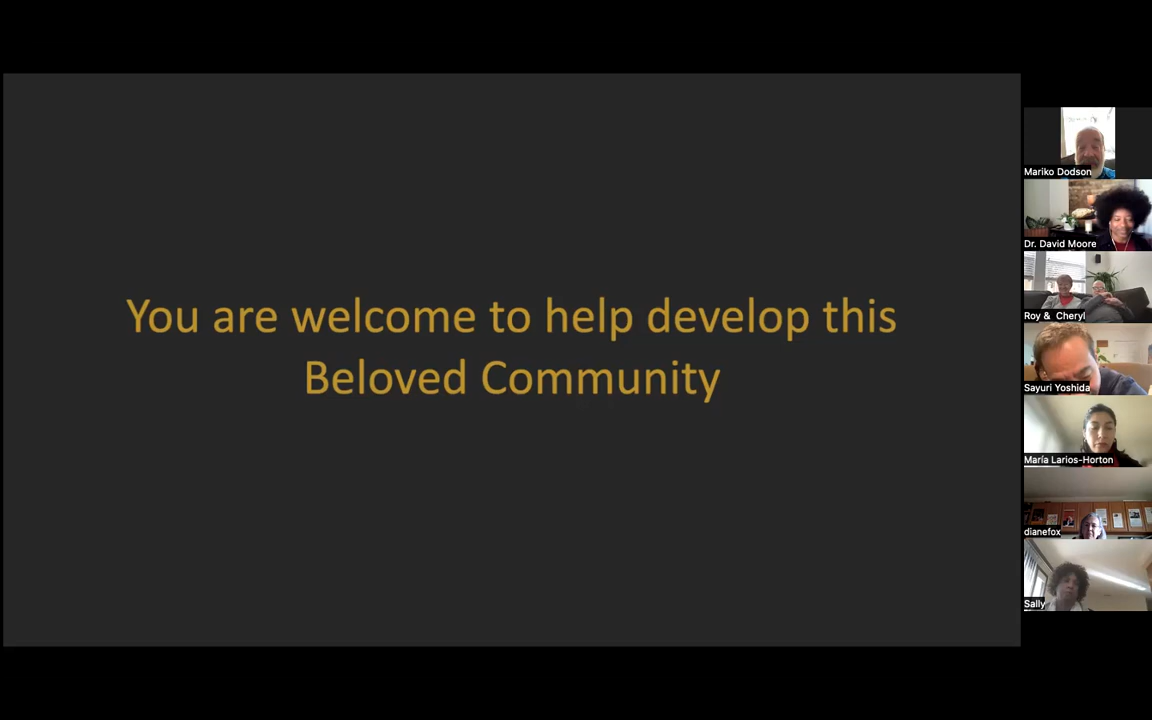 You are welcome to help develop this
Beloved Community
Mariko Dodson
Dr. David Moore
Roy & Cheryl
Sayuri Yoshida
María Larios-Horton
dianefox
Sally